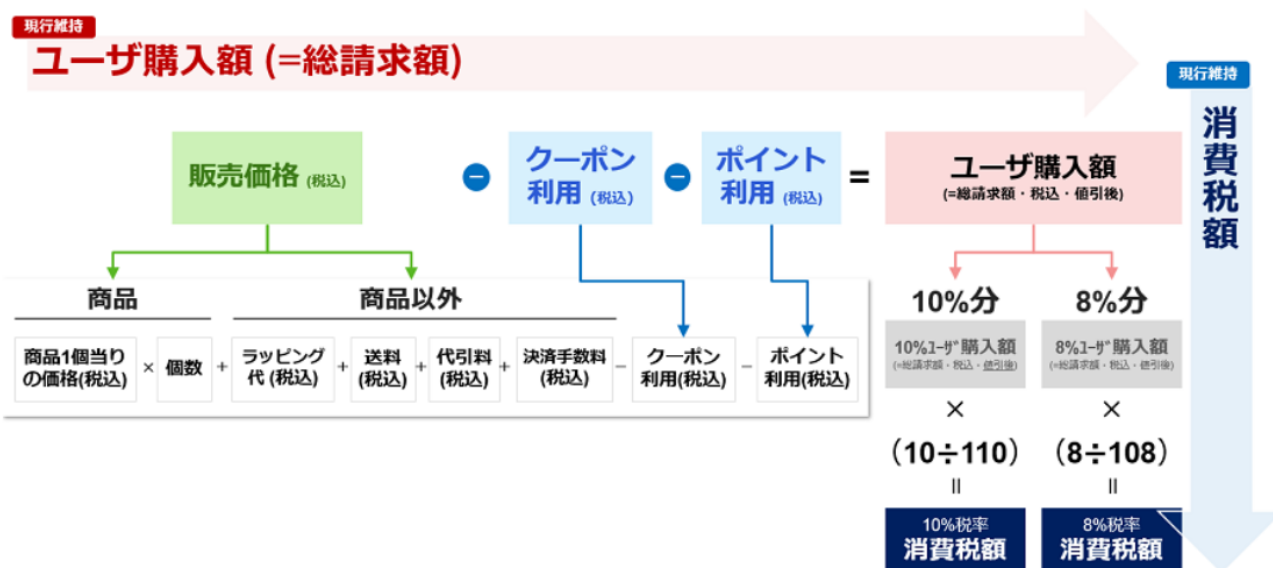 現行維持
ユーザ購入額 (=総請求額)
現行維持
消費税額
販売価格 (税込)
−
クーポン
利用 (税込)
−
ポイント
利用 (税込)
=
ユーザ購入額
(=総請求額・税込・値引後)
商品
商品以外
商品1個当り
の価格(税込)
×
個数
+
ラッピング
代 (税込)
+
送料
(税込)
+
代引料
(税込)
+
決済手数料
(税込)
−
クーポン
利用(税込)
−
ポイント
利用(税込)
10%分
8%分
10%ﾕｰｻﾞ購入額
(=総請求額・税込・値引後)
8%ﾕｰｻﾞ購入額
(=総請求額・税込・値引後)
×
×
(10÷110)
(8÷108)
=
=
10%税率
消費税額
8%税率
消費税額